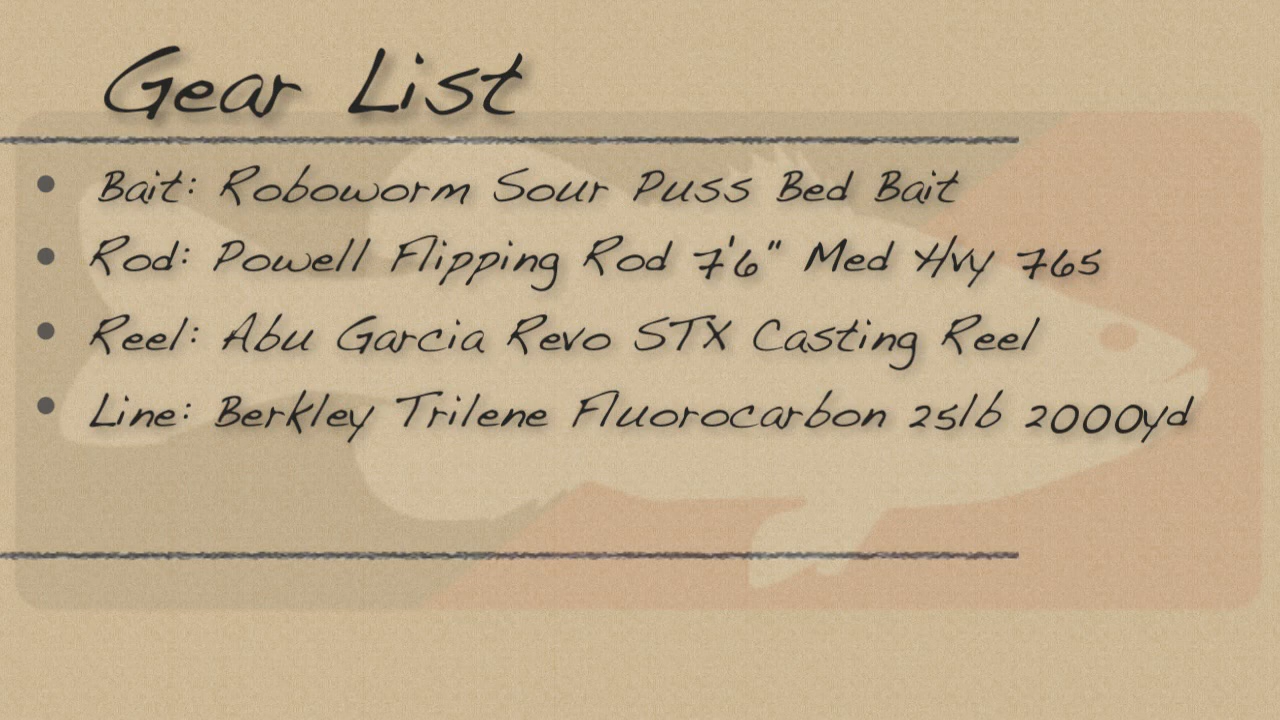 Gear List
• Bait: Roboworm Sour Puss Bed Bait
• Rod: Powell Flipping Rod 7'6" Med Hvy 765
• Reel: Abu Garcia Revo STX Casting Reel
• Line: Berkley Trilene Fluorocarbon 25lb 2000yd